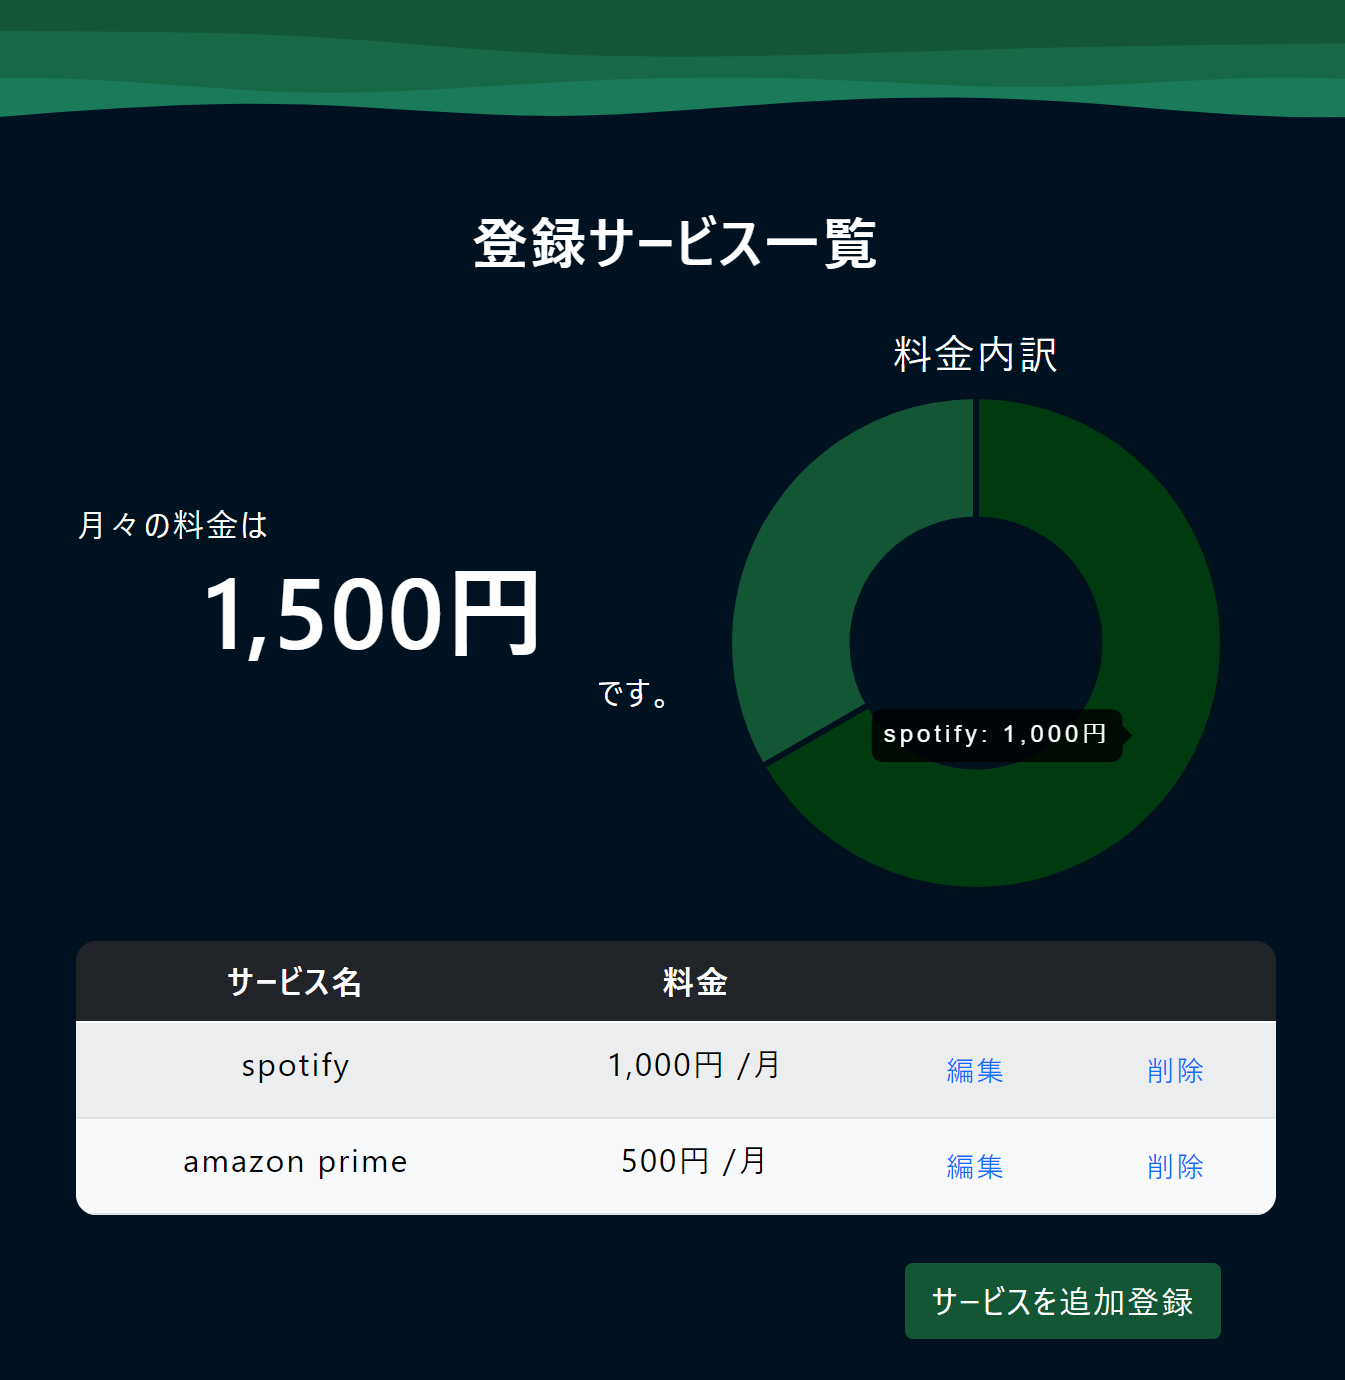 登録サービス一覧
料金内訳
月々の料金は
1,500円
です。
spotify: 1,000円
サービス名 料金
spotify 1,000円 /月 編集 削除
amazon prime 500円 /月 編集 削除
サービスを追加登録